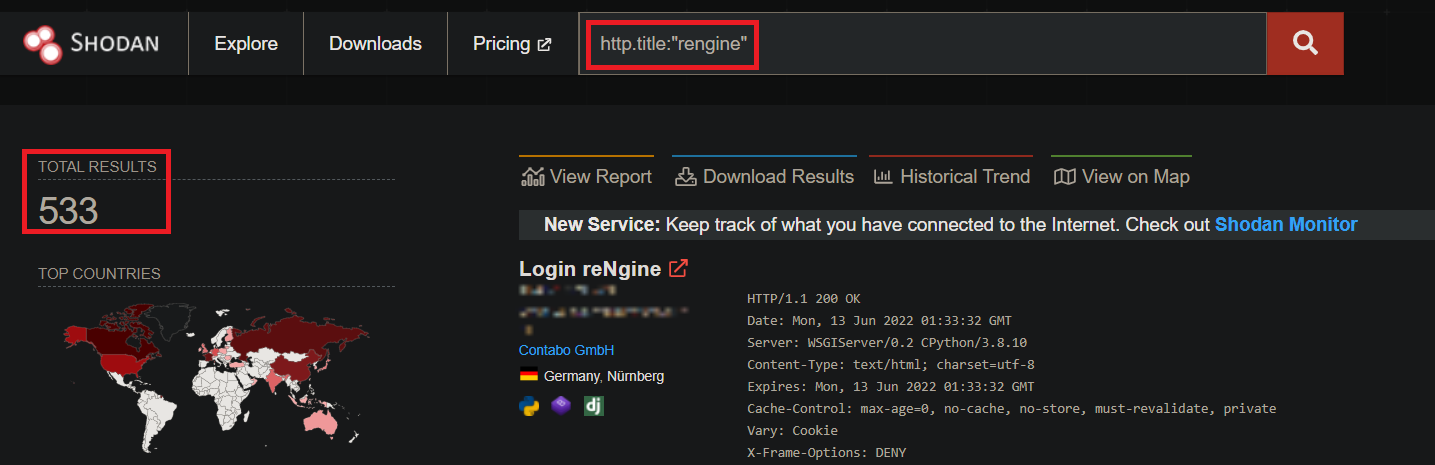 SHODAN Explore Downloads Pricing http.title:"rengine"
TOTAL RESULTS
533
TOP COUNTRIES
View Report Download Results Historical Trend View on Map
New Service: Keep track of what you have connected to the Internet. Check out Shodan Monitor
Login reNgine
Contabo GmbH
Germany, Nürnberg
dj
HTTP/1.1 200 OK
Date: Mon, 13 Jun 2022 01:33:32 GMT
Server: WSGIServer/0.2 CPython/3.8.10
Content-Type: text/html; charset=utf-8
Expires: Mon, 13 Jun 2022 01:33:32 GMT
Cache-Control: max-age=0, no-cache, no-store, must-revalidate, private
Vary: Cookie
X-Frame-Options: DENY